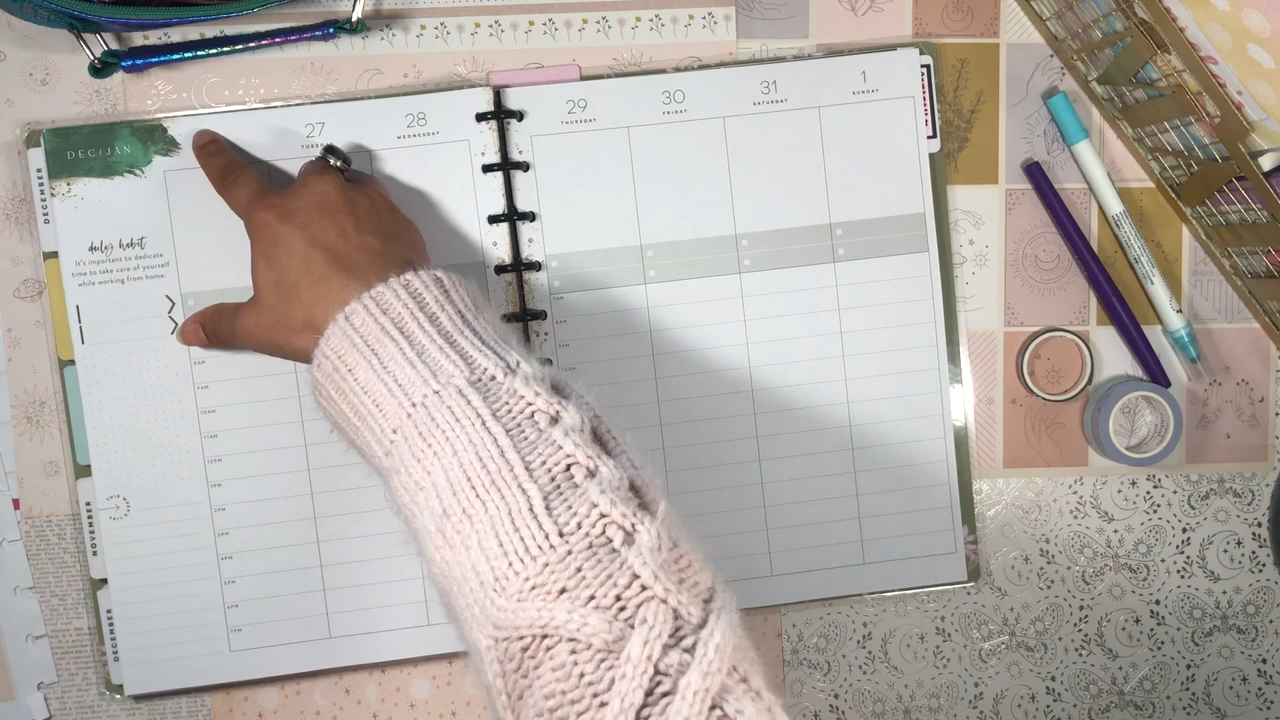 DEC/JAN
27
28
WEDNESDAY
29
THURSDAY
30
FRIDAY
31
SATURDAY
1
SUNDAY
DECEMBER
daily habit
It's important to dedicate
time to take care of yourself
while working from home.
7AM
8AM
9AM
10AM
8AM
9AM
10AM
11AM
12PM
1PM
2PM
3PM
4PM
5PM
6PM
7PM
NOVEMBER
DECEMBER